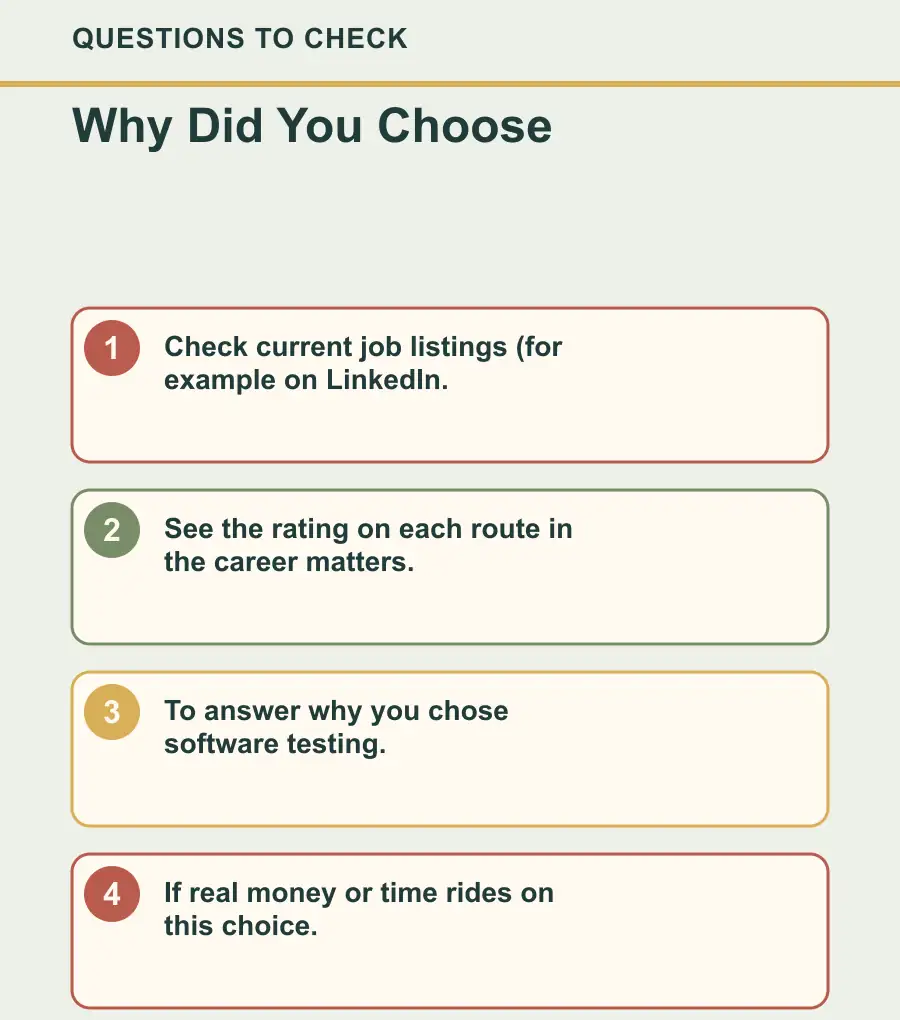 QUESTIONS TO CHECK
Why Did You Choose
1
Check current job listings (for
example on LinkedIn.
2
See the rating on each route in
the career matters.
3
To answer why you chose
software testing.
4
If real money or time rides on
this choice.